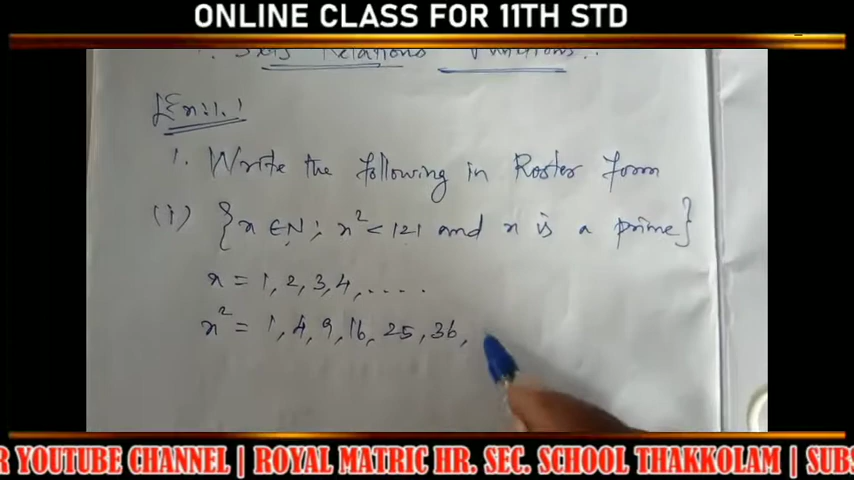 ONLINE CLASS FOR 11TH STD
Relations Functions..
Ex:1.1
1. Write the following in Roster form
(i) {x ∈ N; x² < 121 and x is a prime}
x = 1, 2, 3, 4, ....
x² = 1, 4, 9, 16, 25, 36,
R YOUTUBE CHANNEL | ROYAL MATRIC HR. SEC. SCHOOL THAKKOLAM | SUBS